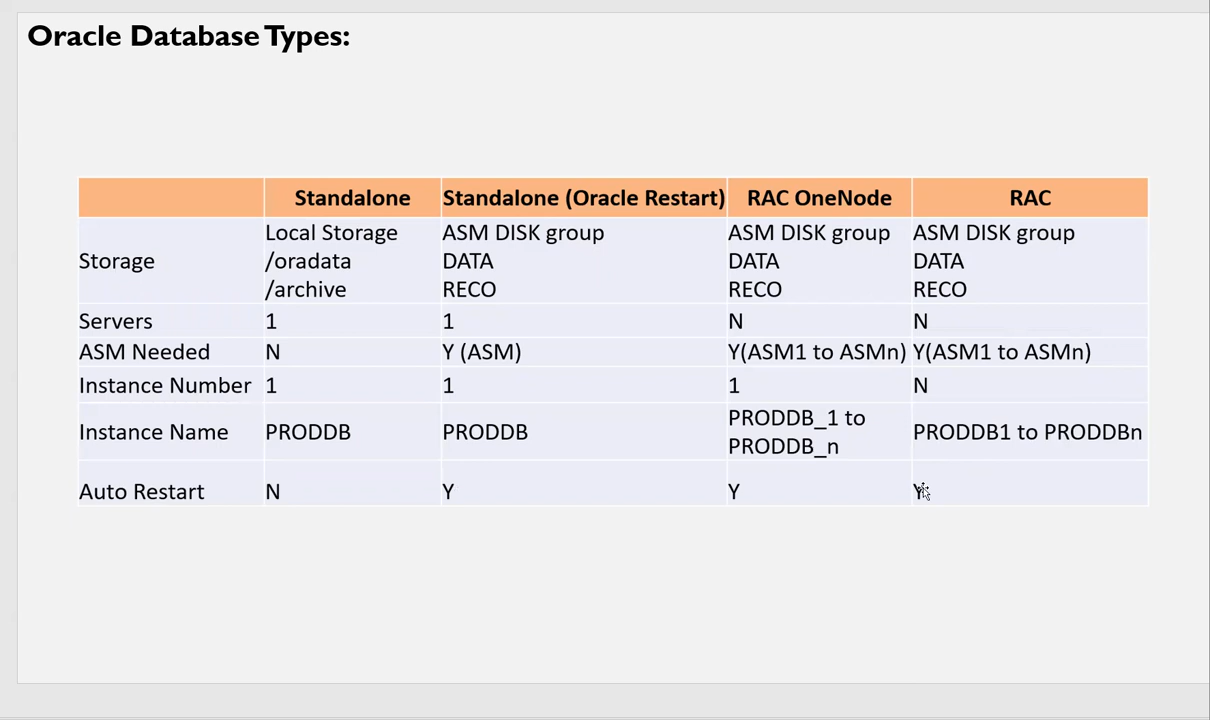 Oracle Database Types:
Standalone Standalone (Oracle Restart) RAC OneNode RAC
Storage
Local Storage
/oradata
/archive
ASM DISK group
DATA
RECO
ASM DISK group
DATA
RECO
ASM DISK group
DATA
RECO
Servers 1 1 N N
ASM Needed N Y (ASM) Y(ASM1 to ASMn) Y(ASM1 to ASMn)
Instance Number 1 1 1 N
Instance Name PRODDB PRODDB
PRODDB_1 to
PRODDB_n
PRODDB1 to PRODDBn
Auto Restart N Y Y Y